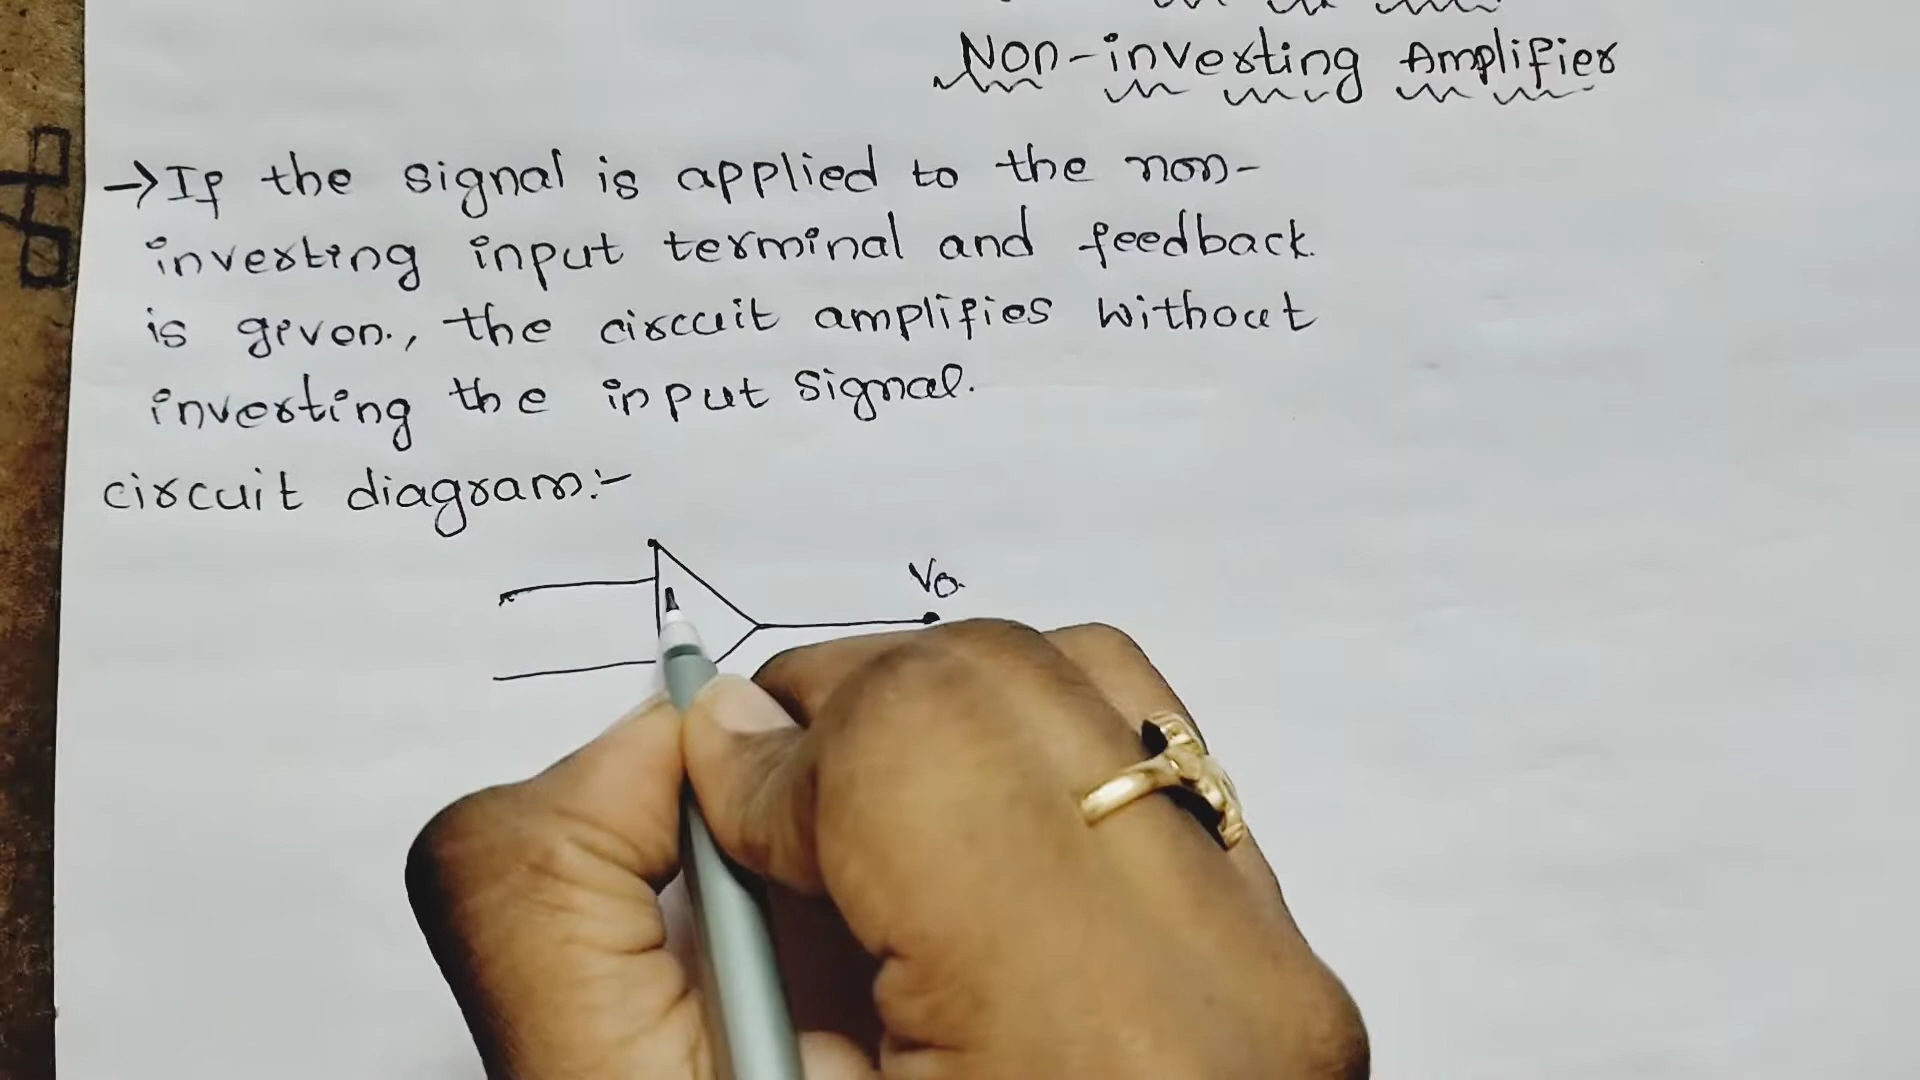 Non-inverting Amplifier
→If the signal is applied to the non-
inverting input terminal and feedback
is given., the circuit amplifies without
inverting the input signal.
circuit diagram:-
Vo.